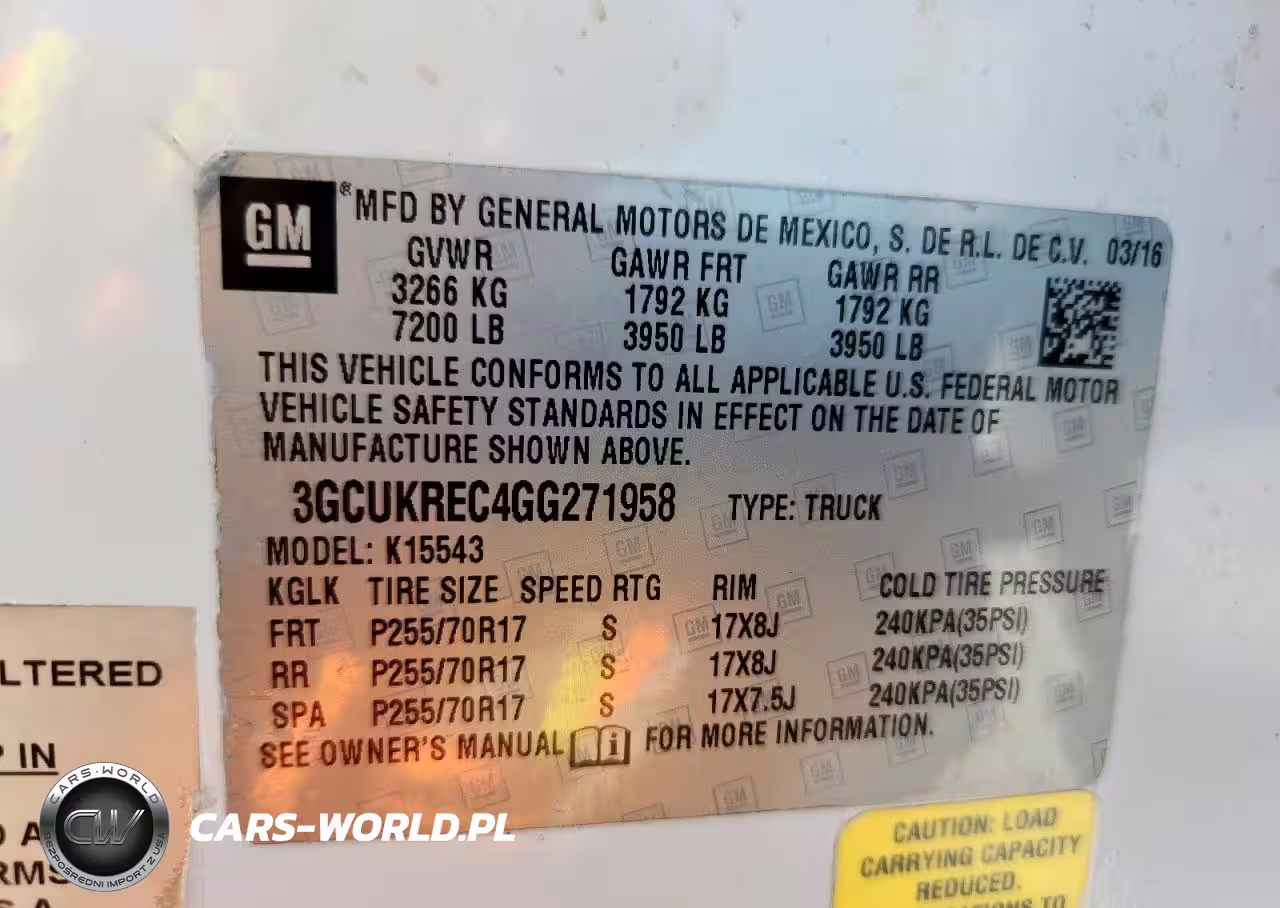 GM
® MFD BY GENERAL MOTORS DE MEXICO, S. DE R.L. DE C.V. 03/16
GVWR GAWR FRT GAWR RR
3266 KG 1792 KG 1792 KG
7200 LB 3950 LB 3950 LB
THIS VEHICLE CONFORMS TO ALL APPLICABLE U.S. FEDERAL MOTOR
VEHICLE SAFETY STANDARDS IN EFFECT ON THE DATE OF
MANUFACTURE SHOWN ABOVE.
3GCUKREC4GG271958 TYPE: TRUCK
MODEL: K15543
KGLK TIRE SIZE SPEED RTG RIM COLD TIRE PRESSURE
FRT P255/70R17 S 17X8J 240KPA(35PSI)
RR P255/70R17 S 17X8J 240KPA(35PSI)
SPA P255/70R17 S 17X7.5J 240KPA(35PSI)
SEE OWNER'S MANUAL i FOR MORE INFORMATION.
LTERED
P IN
A
RMS
CARS-WORLD
CW
BEZPOŚREDNI IMPORT Z USA
CARS-WORLD.PL
CAUTION: LOAD
CARRYING CAPACITY
REDUCED.